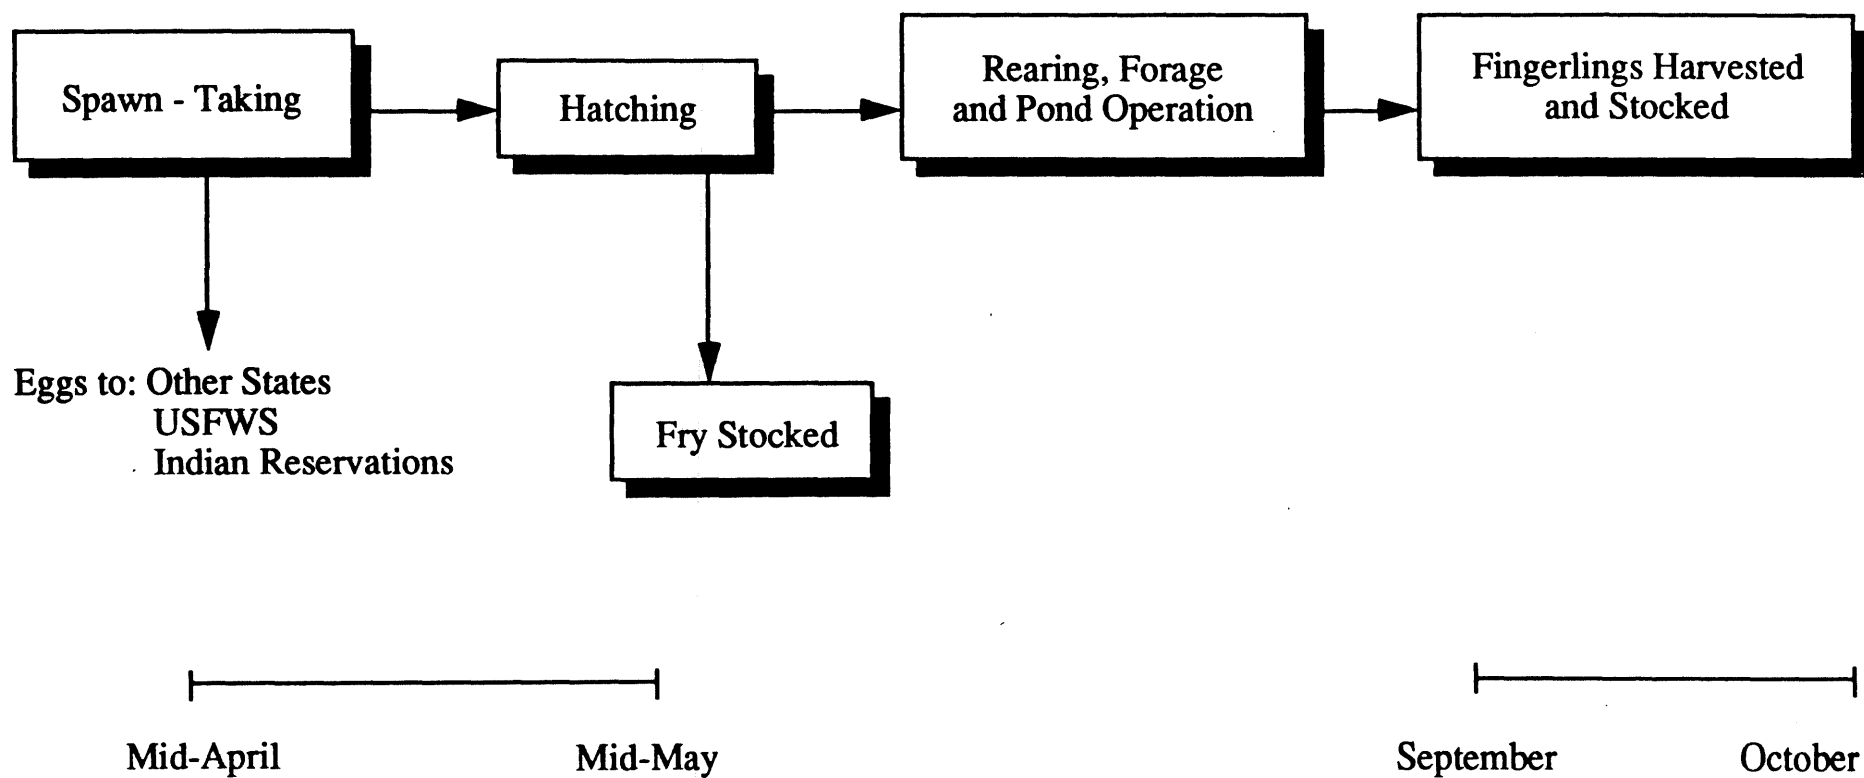 Spawn - Taking
Hatching
Rearing, Forage
and Pond Operation
Fingerlings Harvested
and Stocked
Eggs to: Other States
USFWS
Indian Reservations
Fry Stocked
Mid-April
Mid-May
September
October